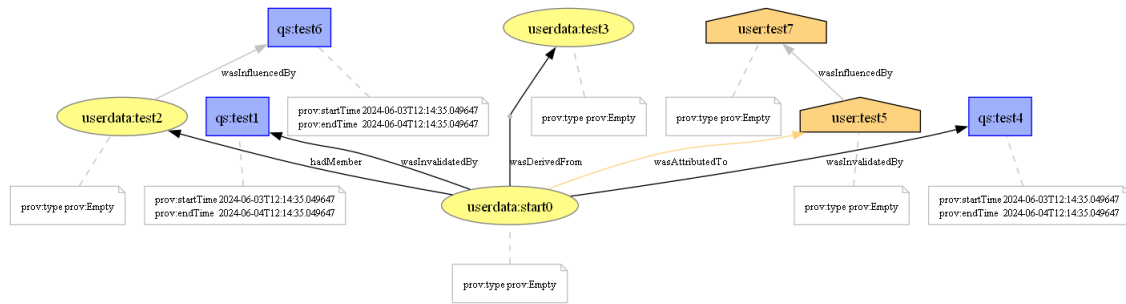 qs:test6
userdata:test3
user:test7
wasInfluencedBy
wasInfluencedBy
prov:startTime 2024-06-03T12:14:35.049647
prov:endTime 2024-06-04T12:14:35.049647
prov:type prov:Empty
prov:type prov:Empty
userdata:test2
qs:test1
user:test5
qs:test4
hadMember
wasInvalidatedBy
wasDerivedFrom
wasAttributedTo
wasInvalidatedBy
prov:type prov:Empty
prov:startTime 2024-06-03T12:14:35.049647
prov:endTime 2024-06-04T12:14:35.049647
userdata:start0
prov:type prov:Empty
prov:startTime 2024-06-03T12:14:35.049647
prov:endTime 2024-06-04T12:14:35.049647
prov:type prov:Empty